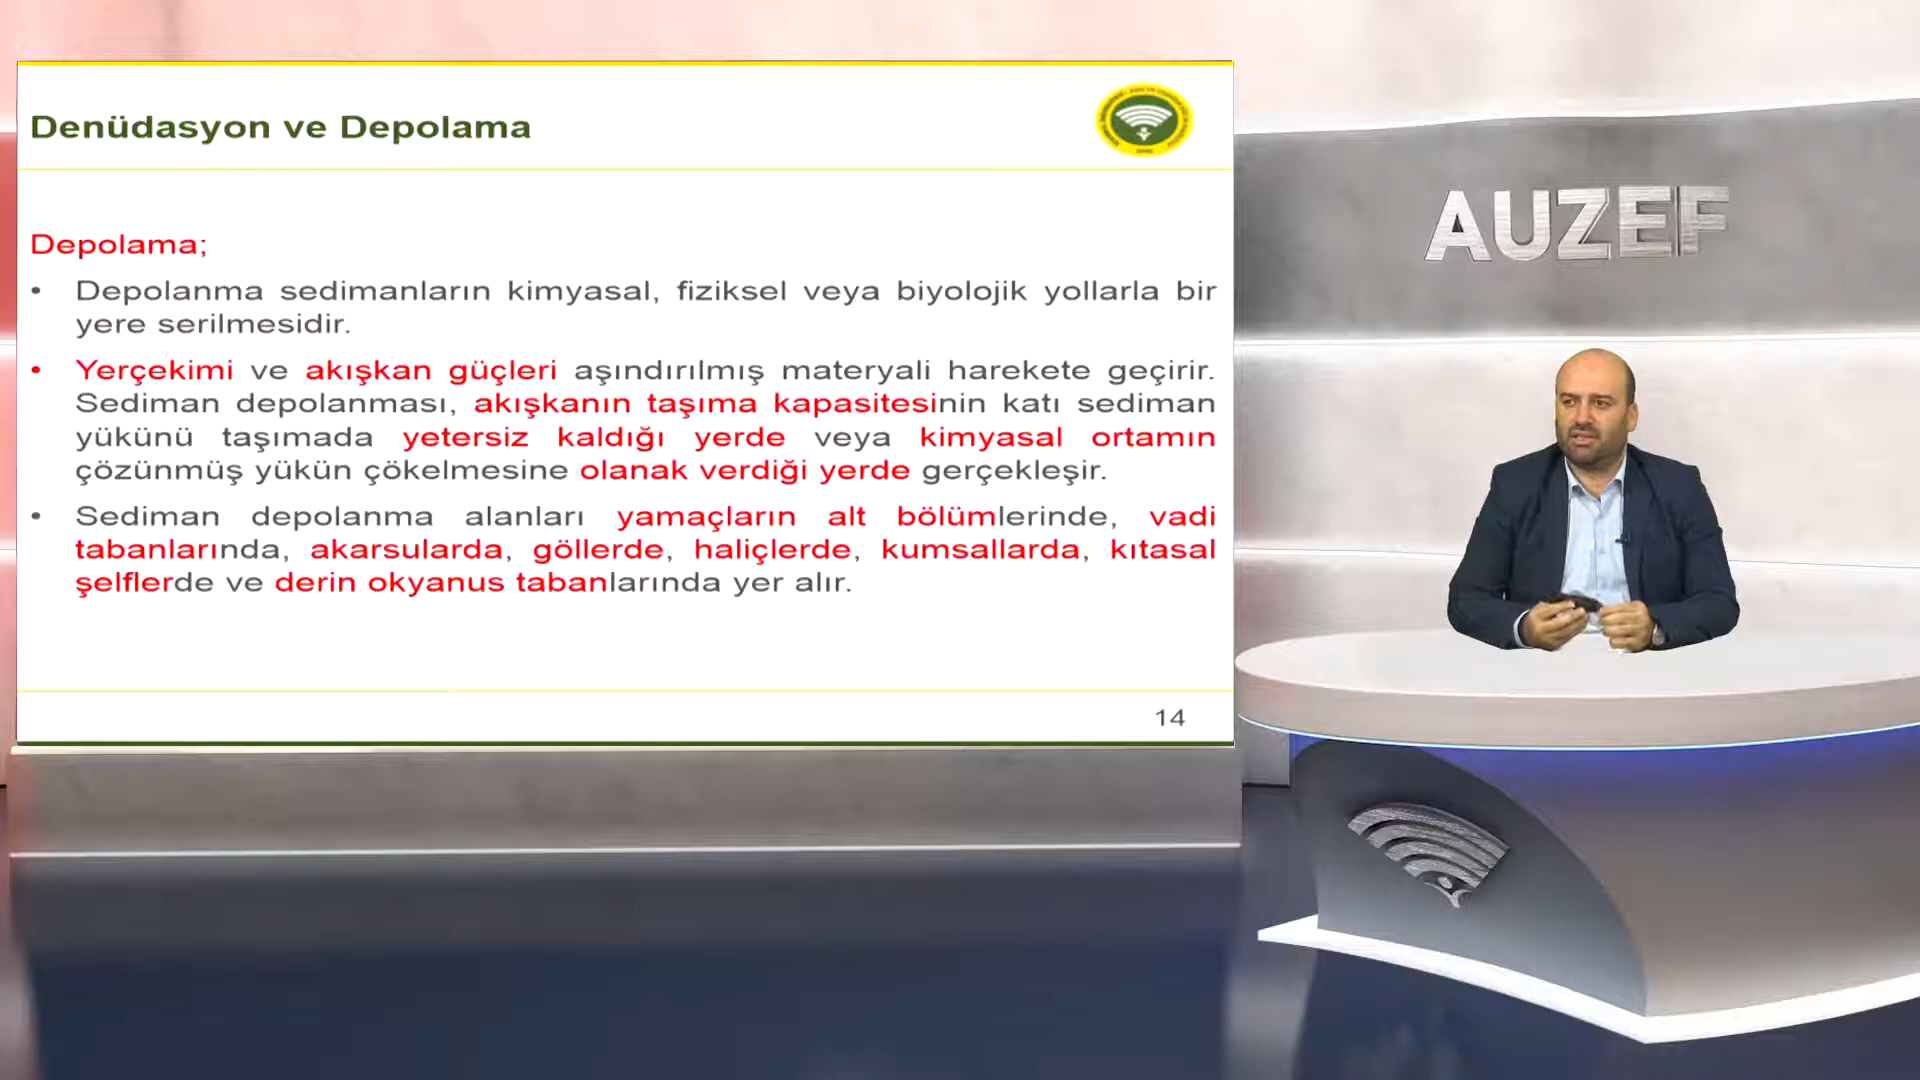 Denüdasyon ve Depolama
Depolama;
• Depolanma sedimanların kimyasal, fiziksel veya biyolojik yollarla bir
yere serilmesidir.
• Yerçekimi ve akışkan güçleri aşındırılmış materyali harekete geçirir.
Sediman depolanması, akışkanın taşıma kapasitesinin katı sediman
yükünü taşımada yetersiz kaldığı yerde veya kimyasal ortamın
çözünmüş yükün çökelmesine olanak verdiği yerde gerçekleşir.
• Sediman depolanma alanları yamaçların alt bölümlerinde, vadi
tabanlarında, akarsularda, göllerde, haliçlerde, kumsallarda, kıtasal
şelflerde ve derin okyanus tabanlarında yer alır.
14
AUZEF